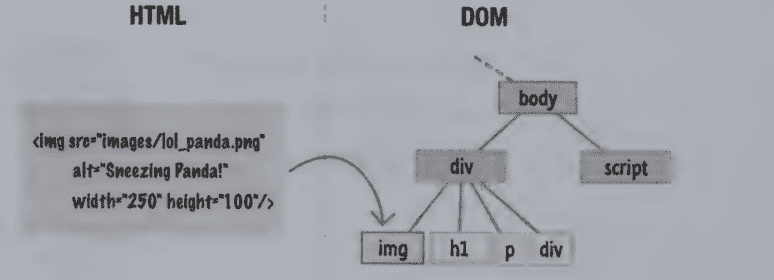 HTML
DOM
<img src="images/lol_panda.png"
alt="Sneezing Panda!"
width="250" height="100"/>
body
div
script
img
h1
p
div